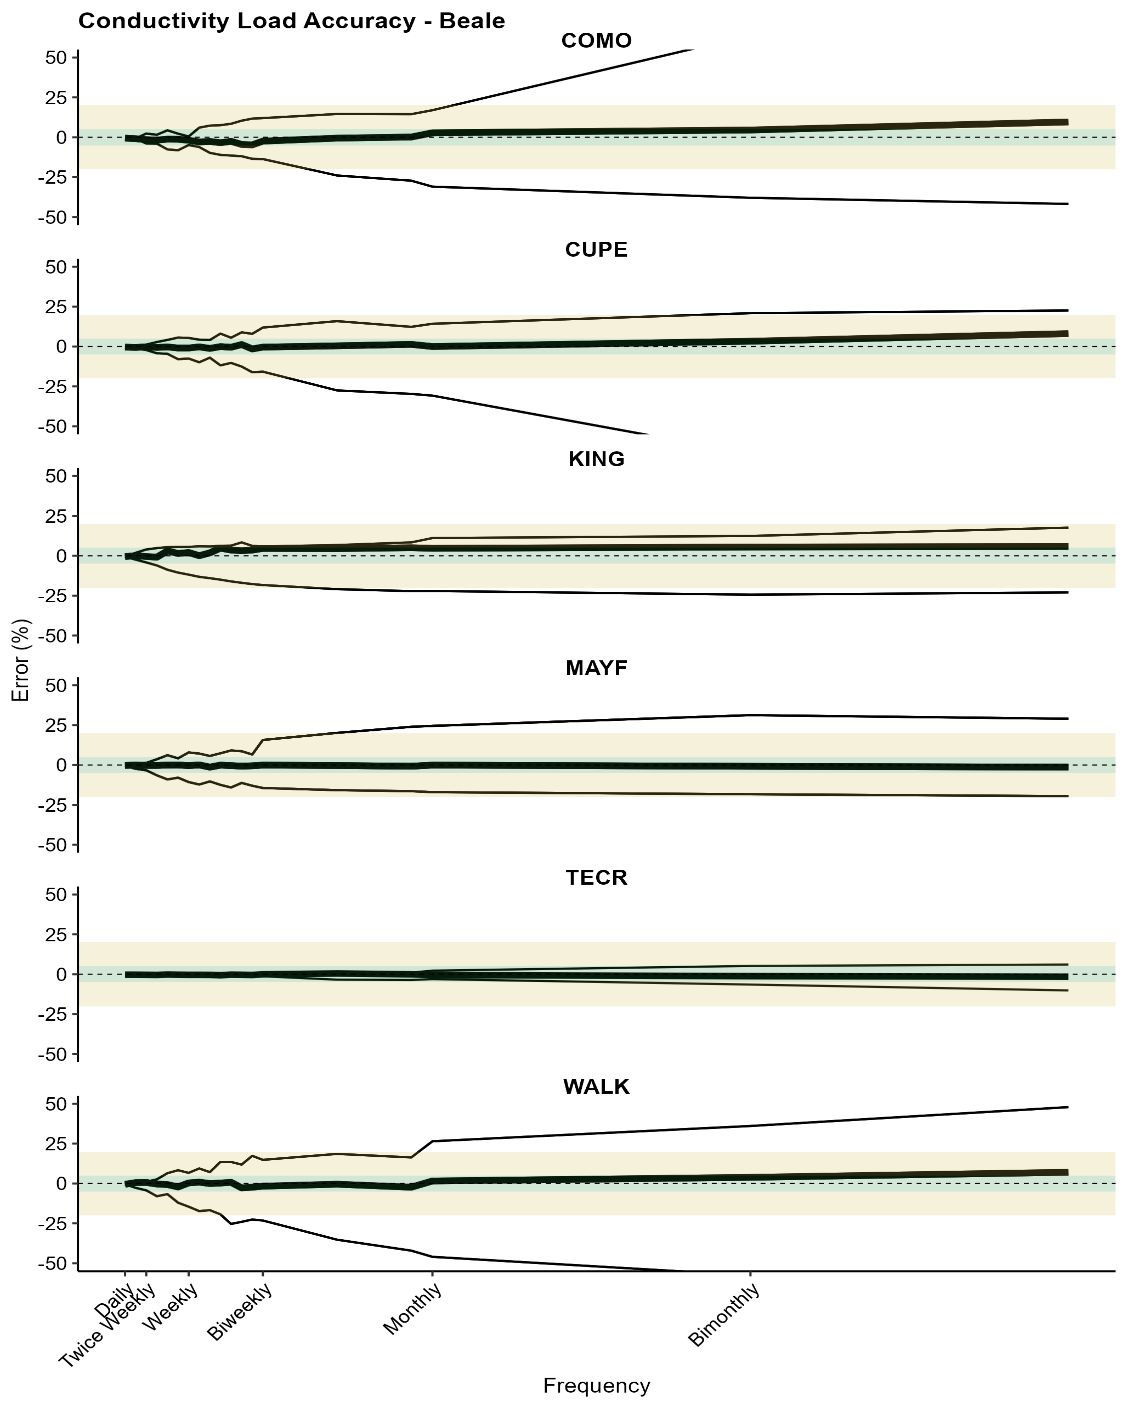 Conductivity Load Accuracy - Beale
COMO
50
25
0
-25
-50
CUPE
50
25
0
-25
-50
KING
50
25
0
-25
-50
MAYF
50
25
0
-25
-50
TECR
50
25
0
-25
-50
WALK
50
25
0
-25
-50
Error (%)
Daily
Twice Weekly
Weekly
Biweekly
Monthly
Bimonthly
Frequency